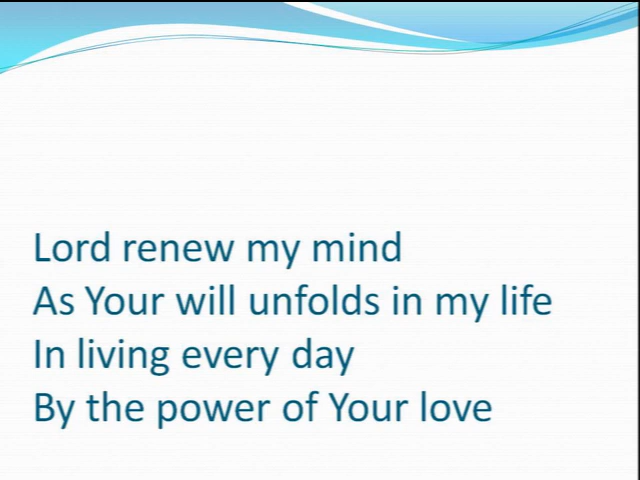 Lord renew my mind
As Your will unfolds in my life
In living every day
By the power of Your love